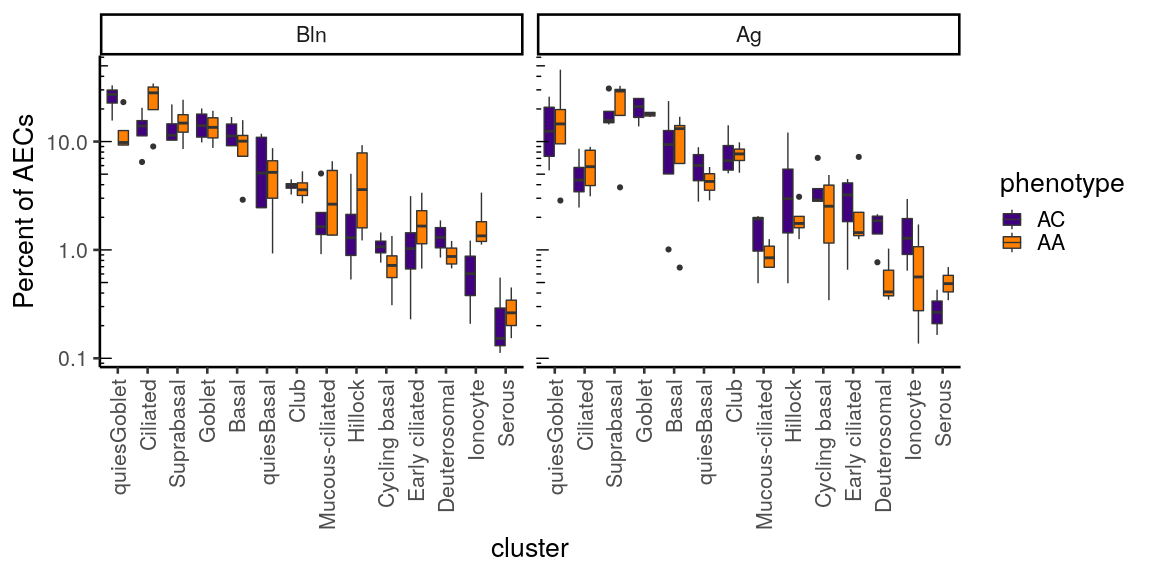 Bln
Ag
Percent of AECs
10.0
1.0
0.1
quiesGoblet
Ciliated
Suprabasal
Goblet
Basal
quiesBasal
Club
Mucous-ciliated
Hillock
Cycling basal
Early ciliated
Deuterosomal
Ionocyte
Serous
quiesGoblet
Ciliated
Suprabasal
Goblet
Basal
quiesBasal
Club
Mucous-ciliated
Hillock
Cycling basal
Early ciliated
Deuterosomal
Ionocyte
Serous
cluster
phenotype
AC
AA